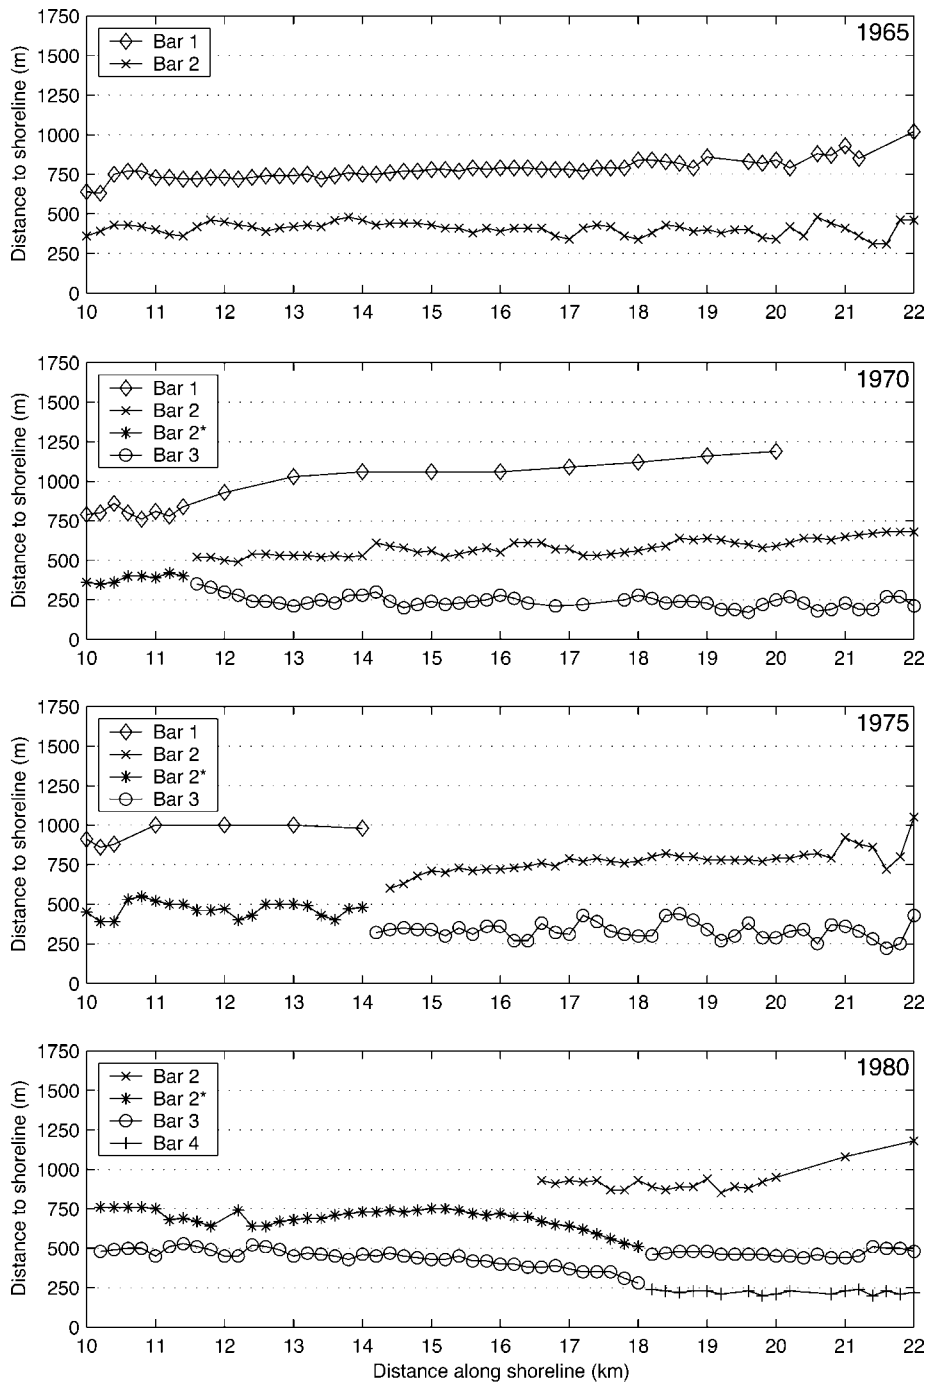 1965
Bar 1
Bar 2
Distance to shoreline (m)
1750
1500
1250
1000
750
500
250
0
10 11 12 13 14 15 16 17 18 19 20 21 22
1970
Bar 1
Bar 2
Bar 2*
Bar 3
Distance to shoreline (m)
1750
1500
1250
1000
750
500
250
0
10 11 12 13 14 15 16 17 18 19 20 21 22
1975
Bar 1
Bar 2
Bar 2*
Bar 3
Distance to shoreline (m)
1750
1500
1250
1000
750
500
250
0
10 11 12 13 14 15 16 17 18 19 20 21 22
1980
Bar 2
Bar 2*
Bar 3
Bar 4
Distance to shoreline (m)
1750
1500
1250
1000
750
500
250
0
10 11 12 13 14 15 16 17 18 19 20 21 22
Distance along shoreline (km)